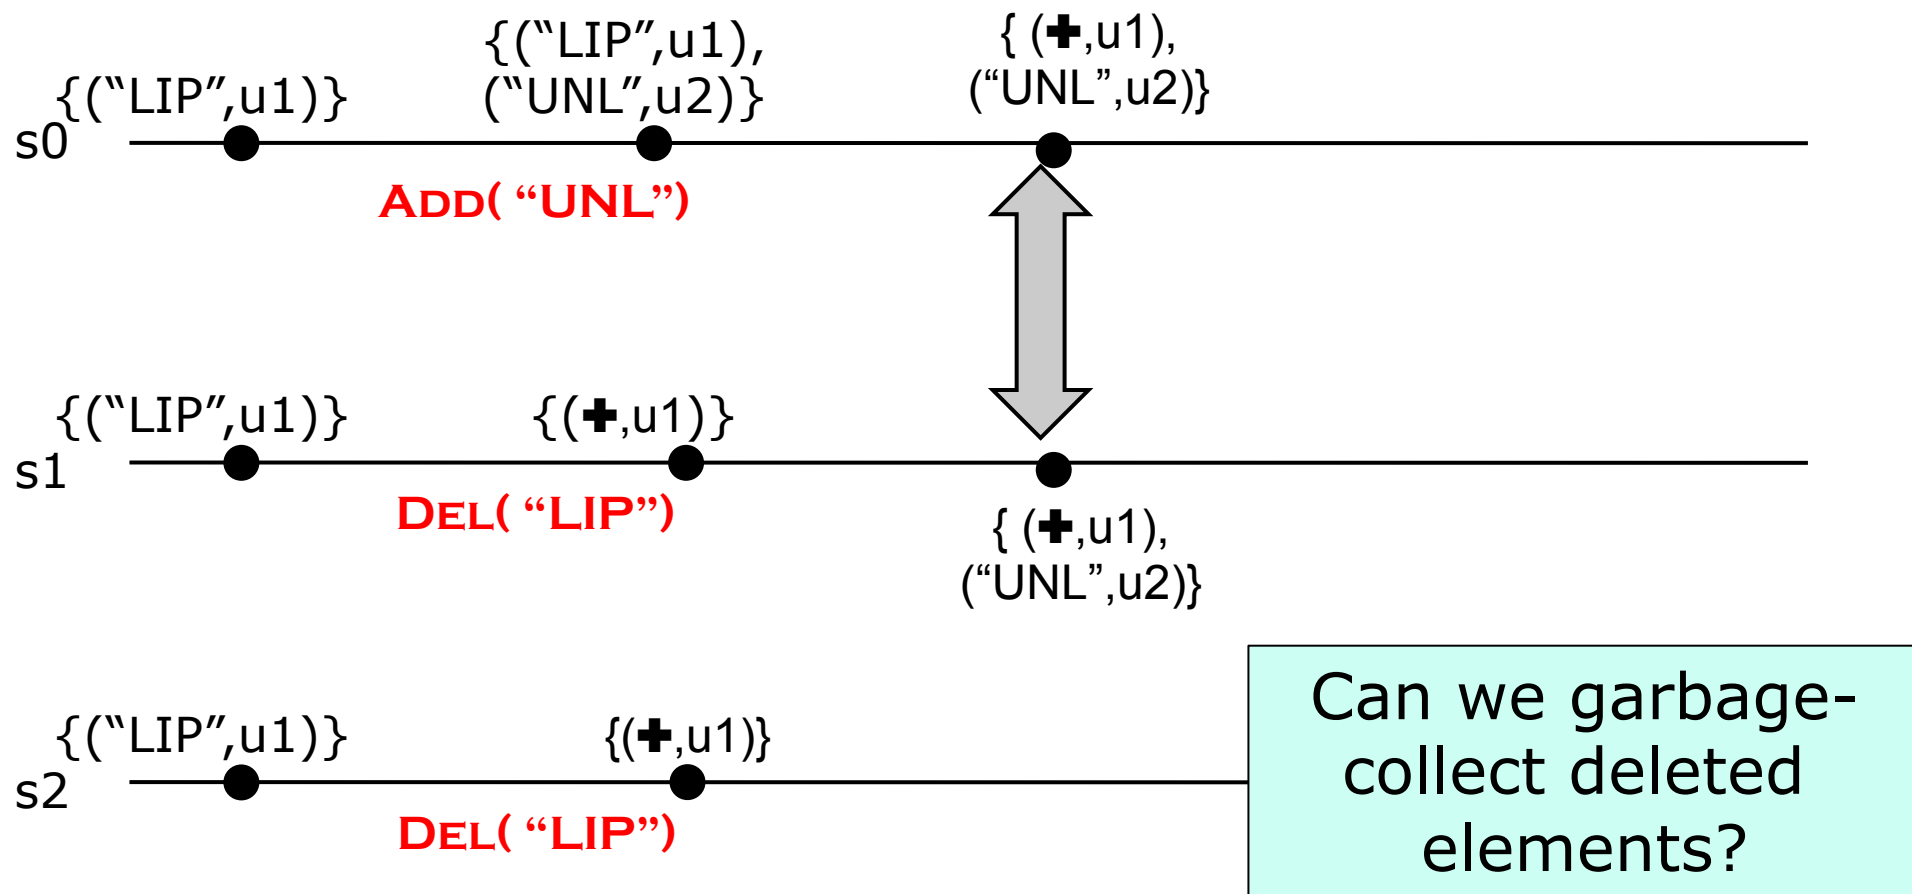 {("LIP",u1)}
{("LIP",u1),
("UNL",u2)}
{ (✚,u1),
("UNL",u2)}
s0
ADD( “UNL”)
{("LIP",u1)}
{(✚,u1)}
s1
DEL( “LIP”)
{ (✚,u1),
(“UNL”,u2)}
{("LIP",u1)}
{(✚,u1)}
s2
DEL( “LIP”)
Can we garbage-
collect deleted
elements?